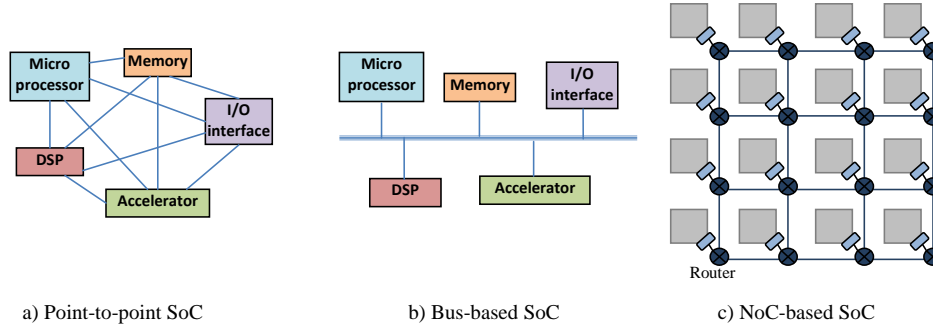 Micro
processor
Memory
I/O
interface
DSP
Accelerator
a) Point-to-point SoC
Micro
processor
Memory
I/O
interface
DSP
Accelerator
b) Bus-based SoC
Router
c) NoC-based SoC